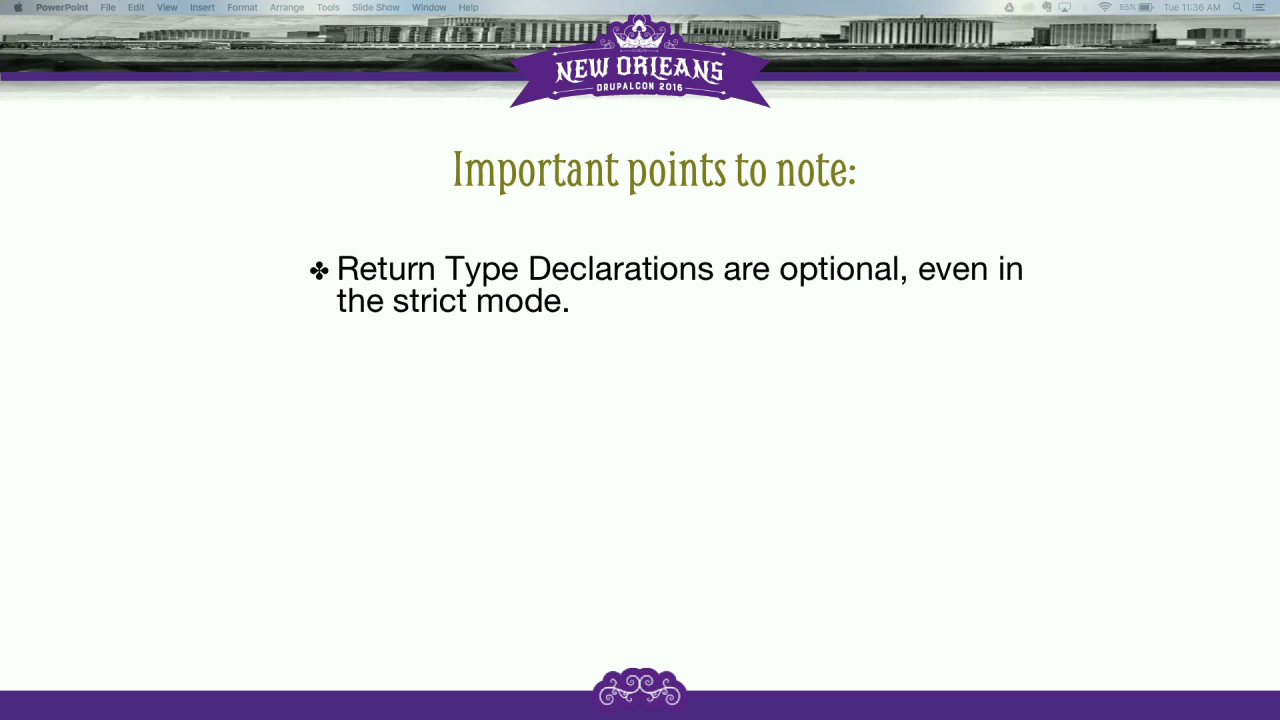 PowerPoint File Edit View Insert Format Arrange Tools Slide Show Window Help 85% Tue 11:36 AM
NEW ORLEANS
DRUPALCON 2016
Important points to note:
Return Type Declarations are optional, even in
the strict mode.